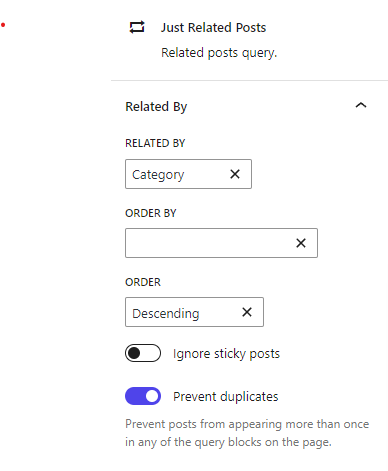 Just Related Posts
Related posts query.
Related By
RELATED BY
Category
ORDER BY
ORDER
Descending
Ignore sticky posts
Prevent duplicates
Prevent posts from appearing more than once
in any of the query blocks on the page.